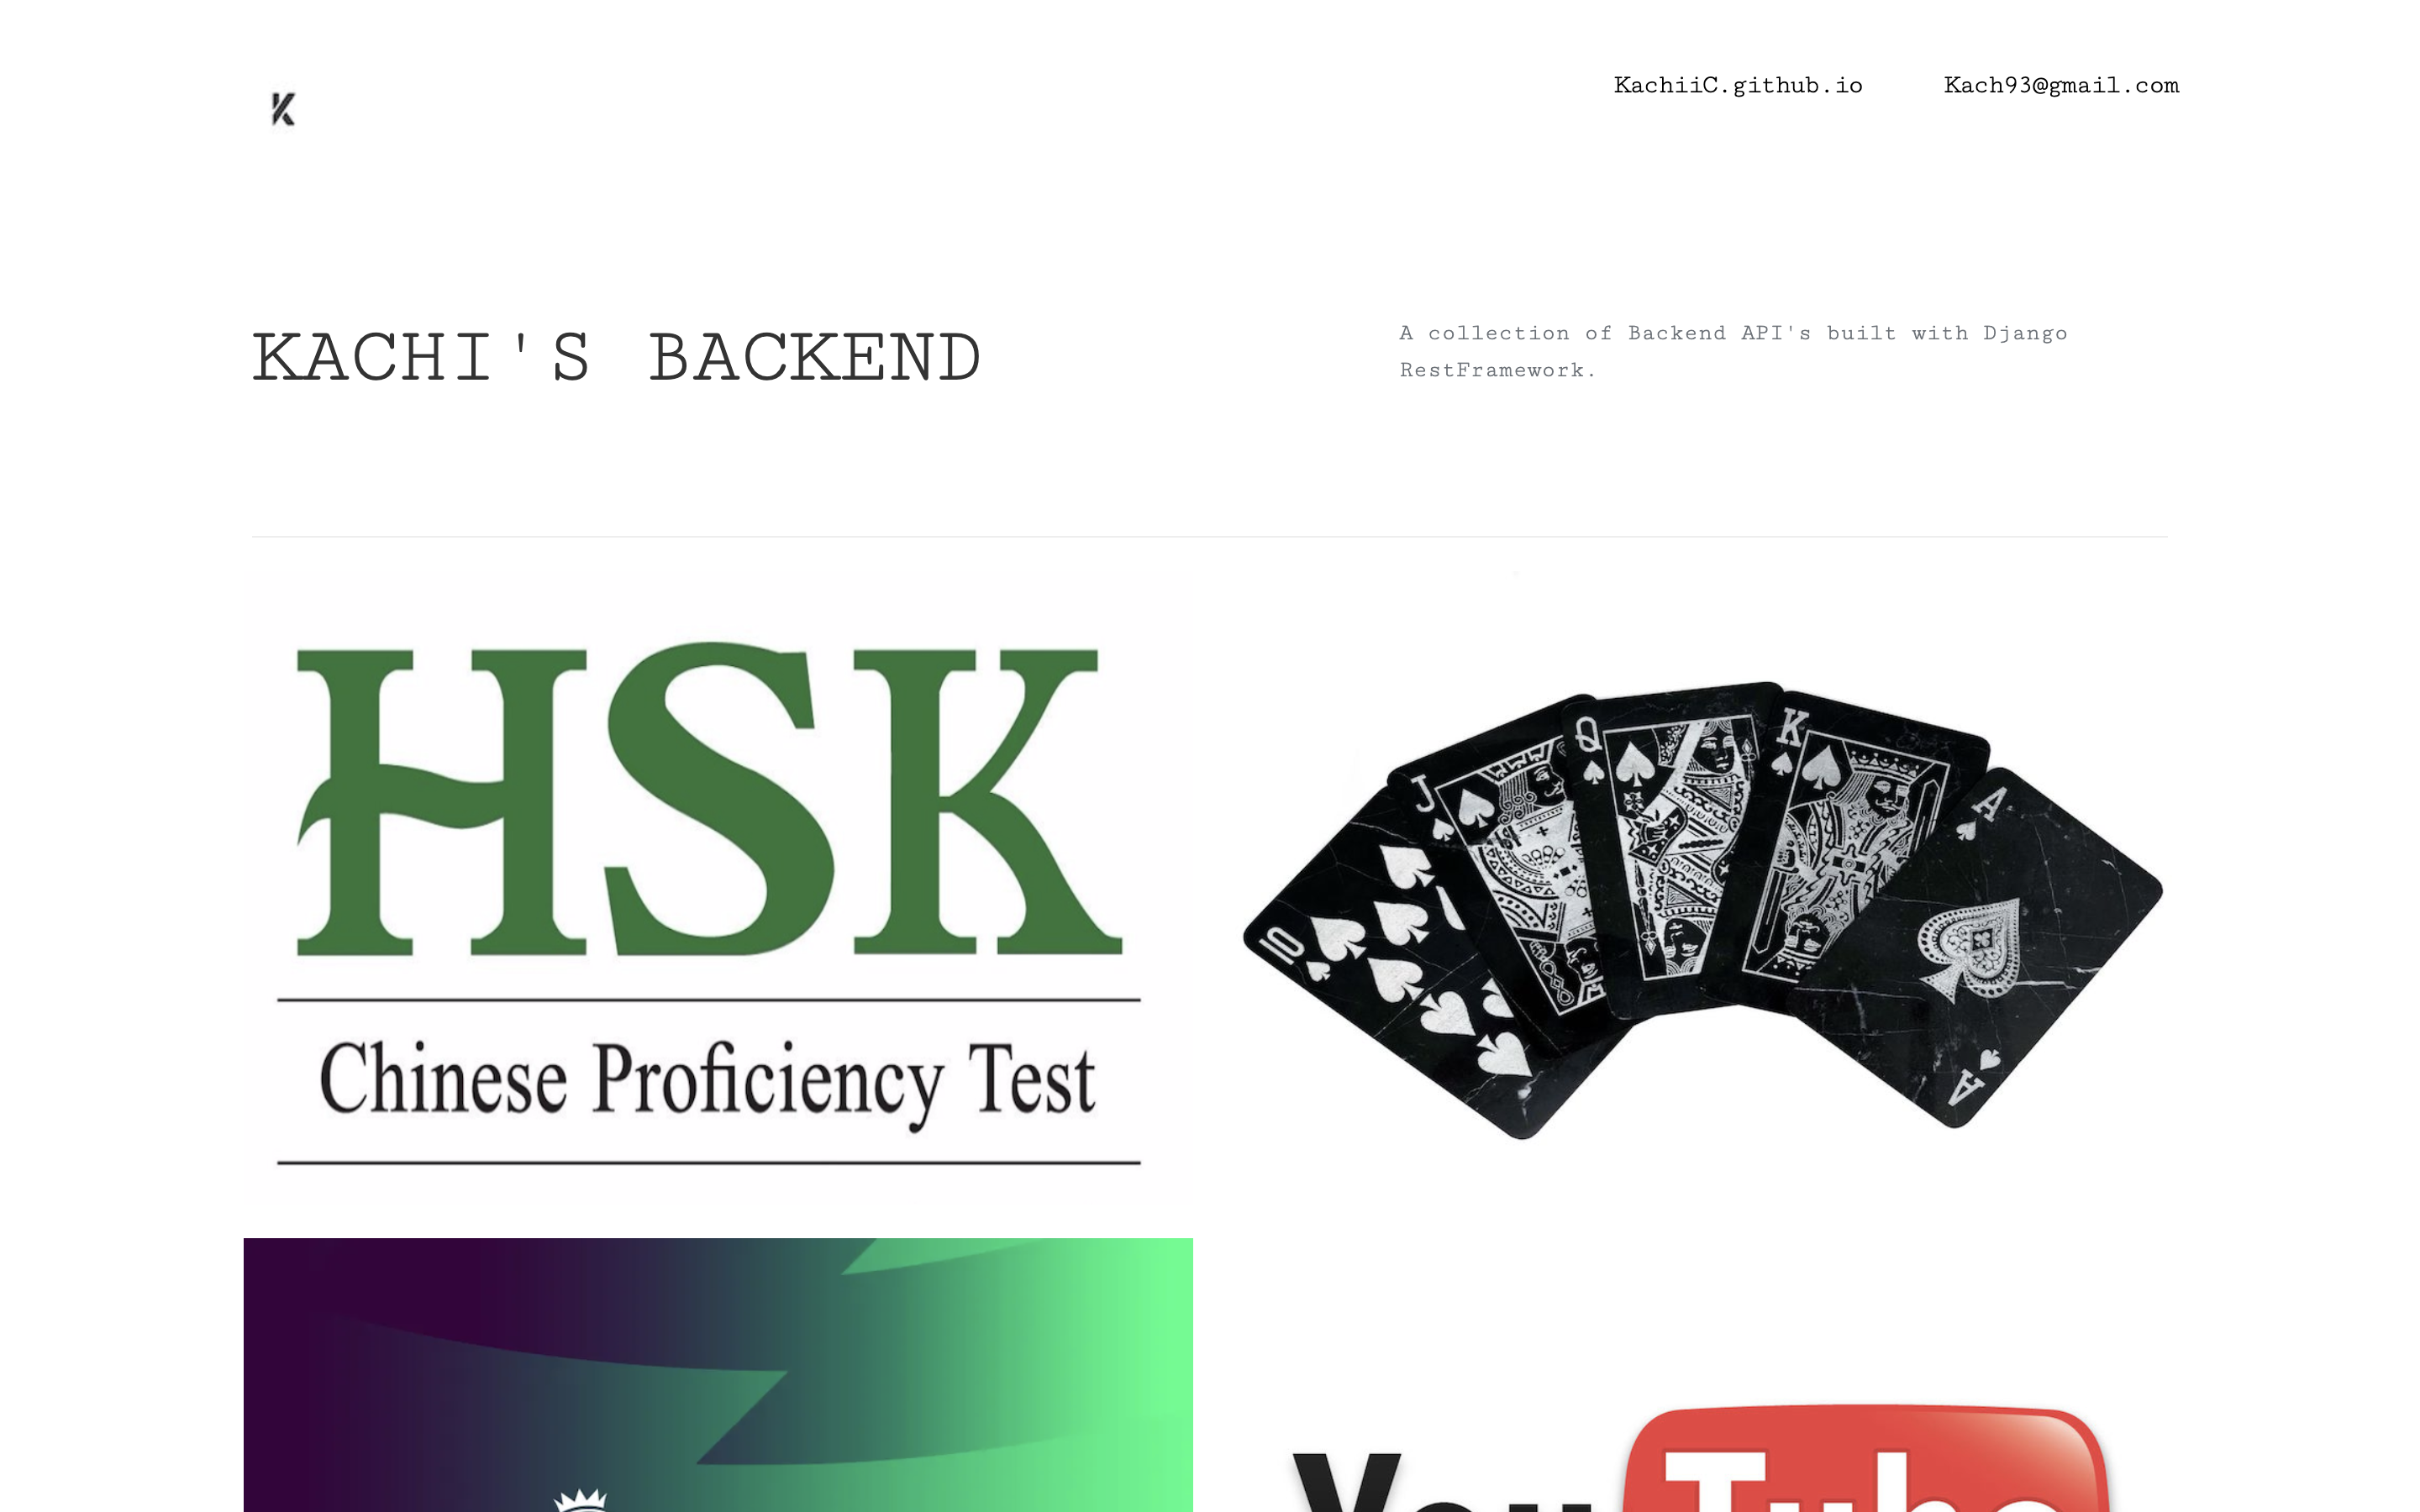 K
KachiiC.github.io
Kach93@gmail.com
KACHI'S BACKEND
A collection of Backend API's built with Django
RestFramework.
HSK
Chinese Proficiency Test
10
J
Q
K
A
A
YouTube